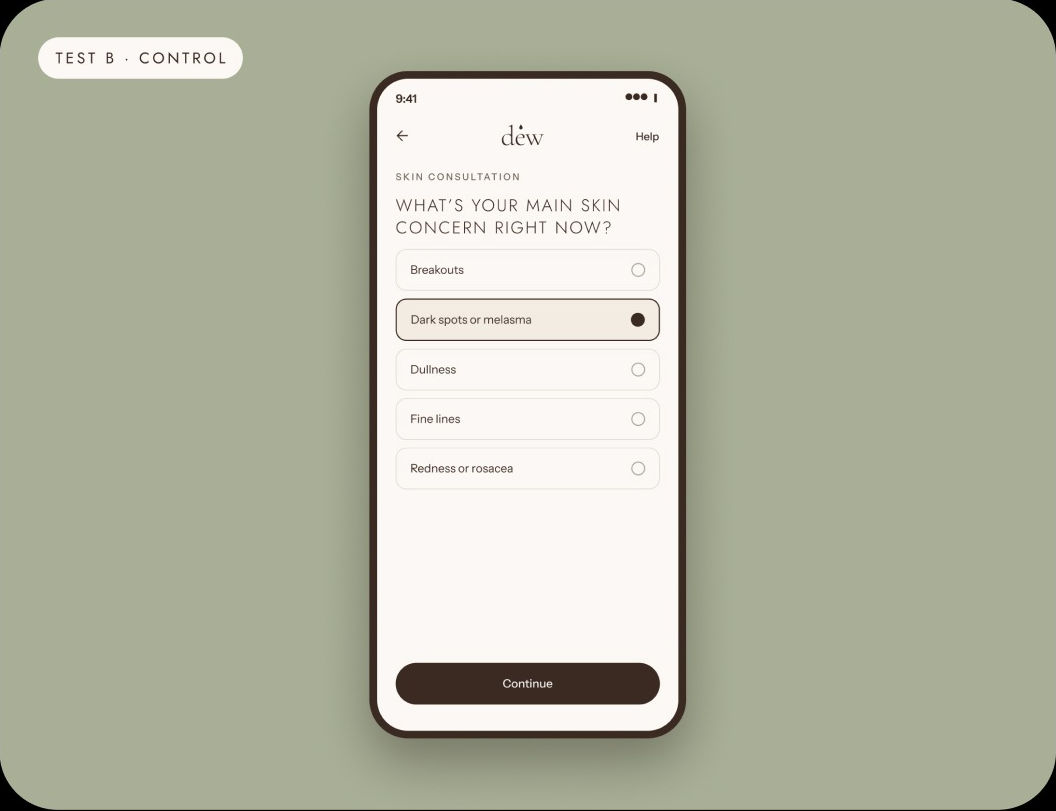 TEST B · CONTROL
9:41
dew
Help
SKIN CONSULTATION
WHAT'S YOUR MAIN SKIN
CONCERN RIGHT NOW?
Breakouts
Dark spots or melasma
Dullness
Fine lines
Redness or rosacea
Continue